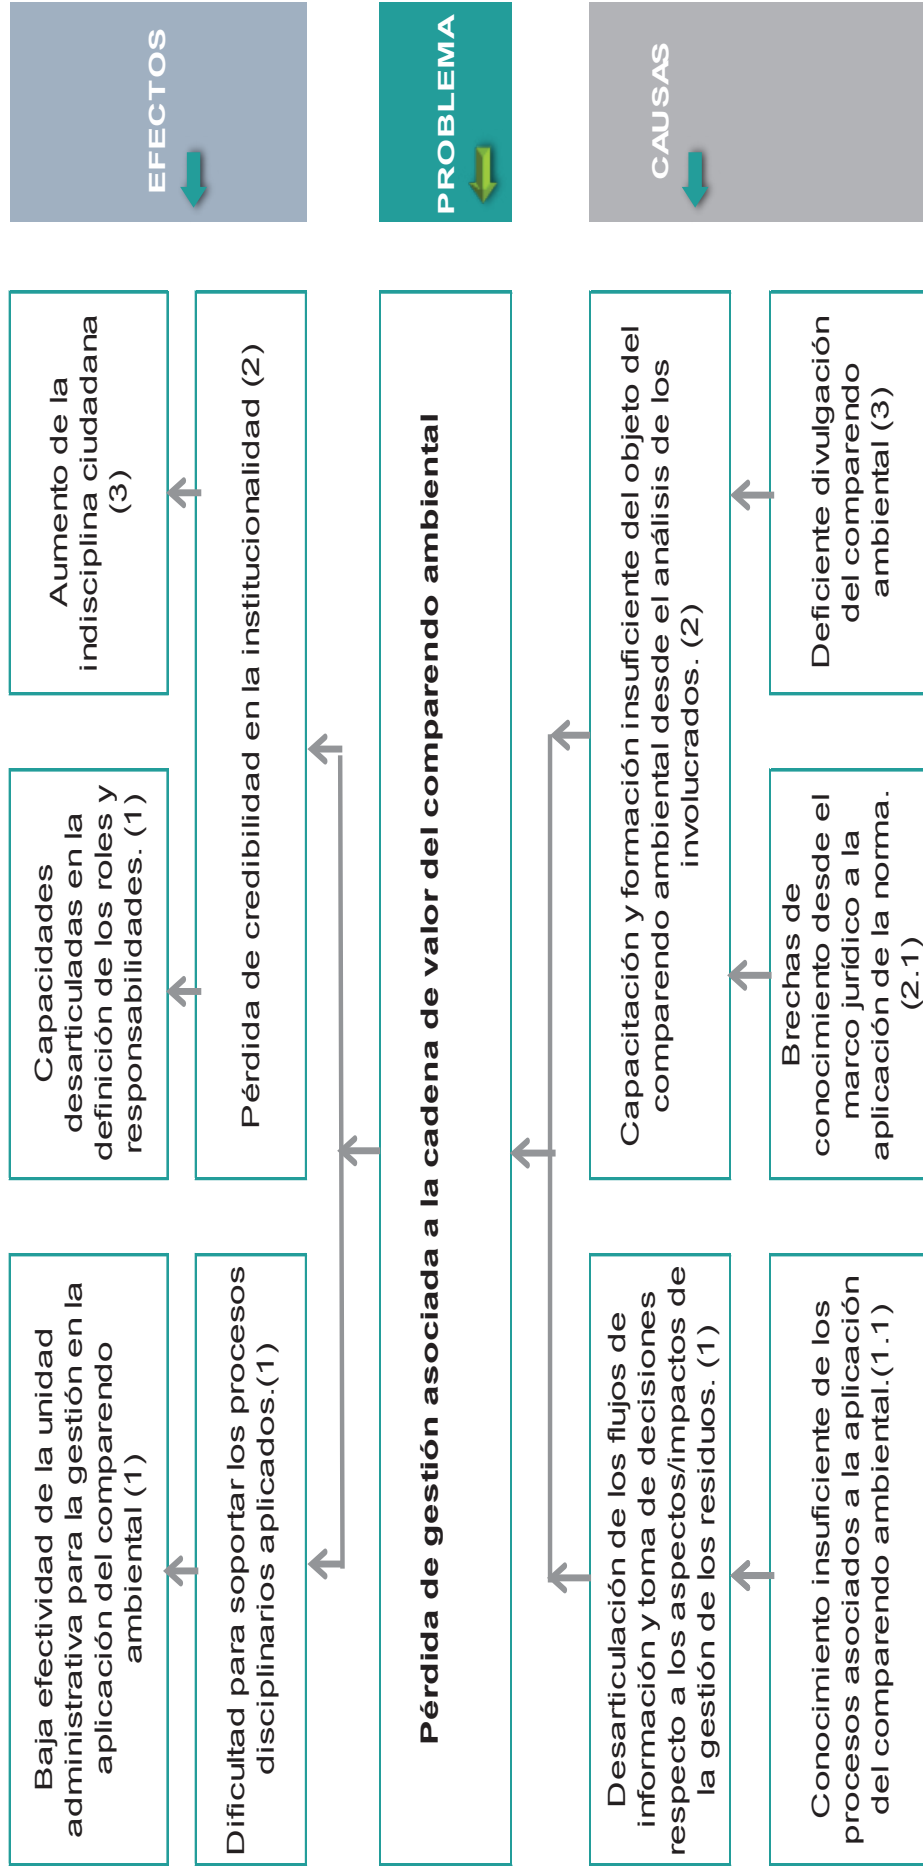 Baja efectividad de la unidad
administrativa para la gestión en la
aplicación del comparendo
ambiental (1)
Capacidades
desarticuladas en la
definición de los roles y
responsabilidades. (1)
Aumento de la
indisciplina ciudadana
(3)
EFECTOS
Dificultad para soportar los procesos
disciplinarios aplicados.(1)
Pérdida de credibilidad en la institucionalidad (2)
Pérdida de gestión asociada a la cadena de valor del comparendo ambiental
PROBLEMA
Desarticulación de los flujos de
información y toma de decisiones
respecto a los aspectos/impactos de
la gestión de los residuos. (1)
Capacitación y formación insuficiente del objeto del
comparendo ambiental desde el análisis de los
involucrados. (2)
CAUSAS
Conocimiento insuficiente de los
procesos asociados a la aplicación
del comparendo ambiental.(1.1)
Brechas de
conocimiento desde el
marco jurídico a la
aplicación de la norma.
(2.1)
Deficiente divulgación
del comparendo
ambiental (3)